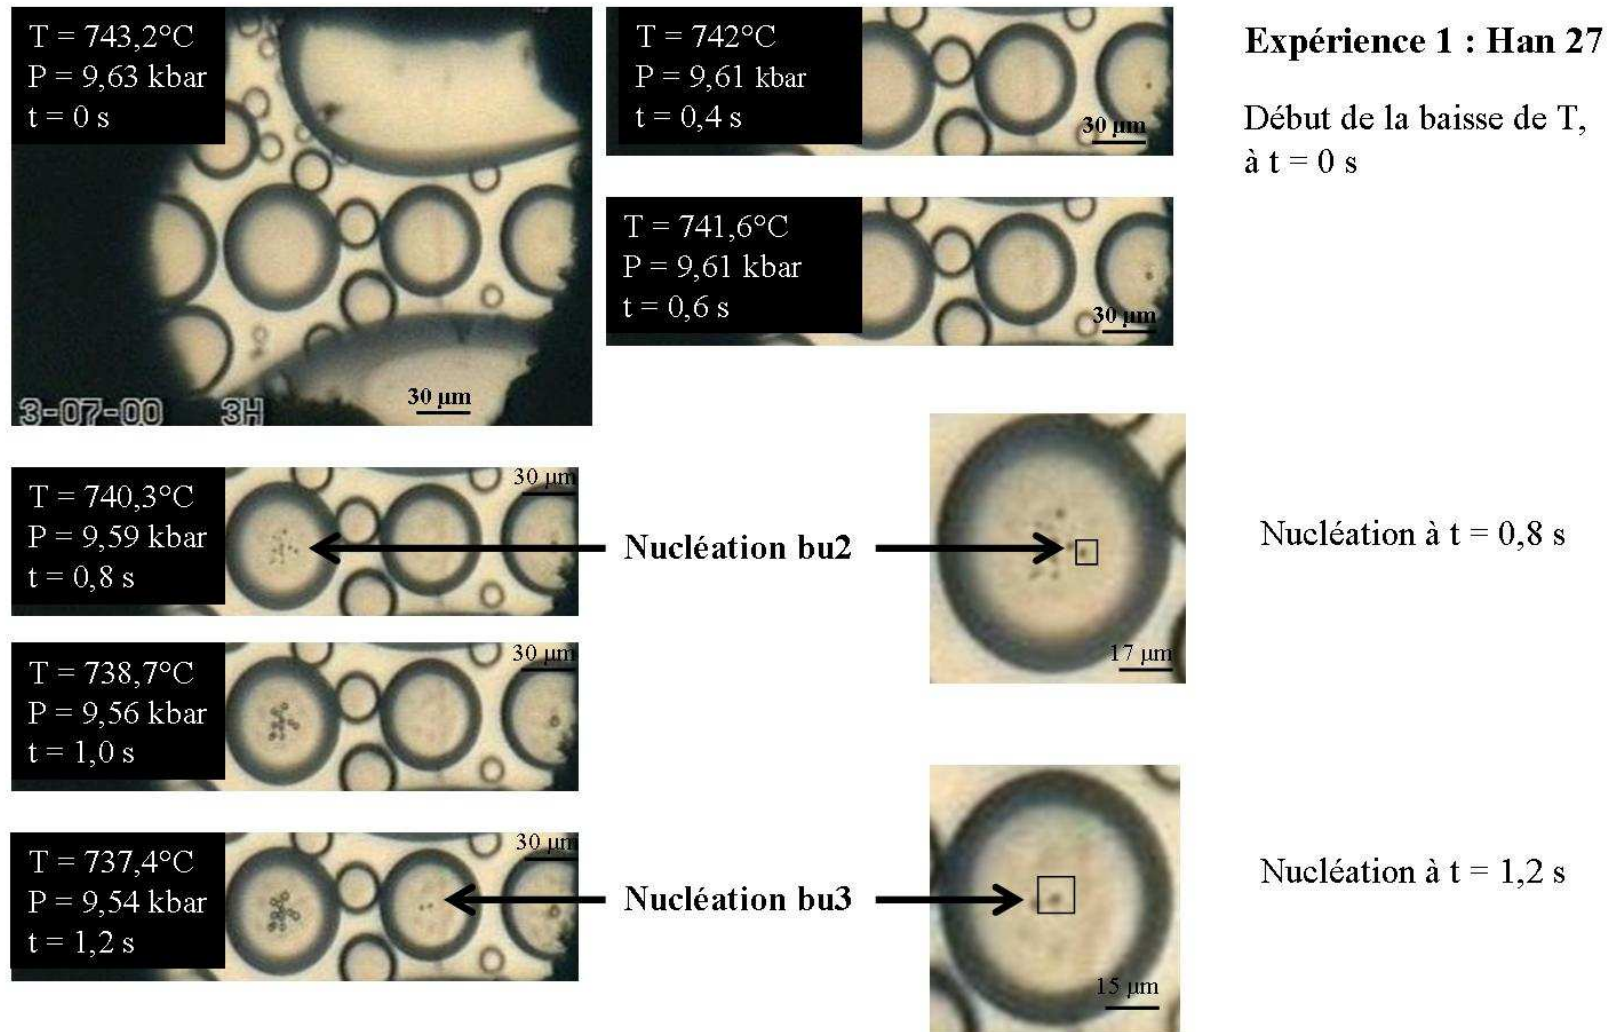 T = 743,2°C
P = 9,63 kbar
t = 0 s
30 µm
3-07-00 3H
T = 742°C
P = 9,61 kbar
t = 0,4 s
30 µm
T = 741,6°C
P = 9,61 kbar
t = 0,6 s
30 µm
Expérience 1 : Han 27
Début de la baisse de T,
à t = 0 s
T = 740,3°C
P = 9,59 kbar
t = 0,8 s
30 µm
Nucléation bu2
17 µm
Nucléation à t = 0,8 s
T = 738,7°C
P = 9,56 kbar
t = 1,0 s
30 µm
T = 737,4°C
P = 9,54 kbar
t = 1,2 s
30 µm
Nucléation bu3
15 µm
Nucléation à t = 1,2 s